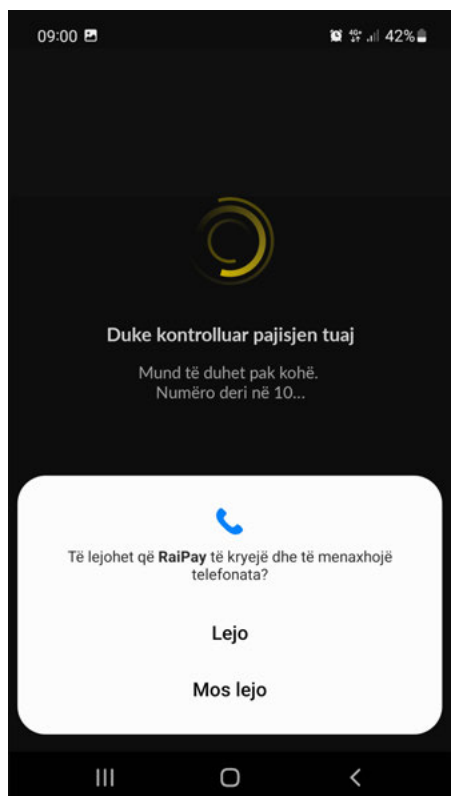 09:00 4G+ 42%
Duke kontrolluar pajisjen tuaj
Mund të duhet pak kohë.
Numëro deri në 10...
Të lejohet që RaiPay të kryejë dhe të menaxhojë
telefonata?
Lejo
Mos lejo